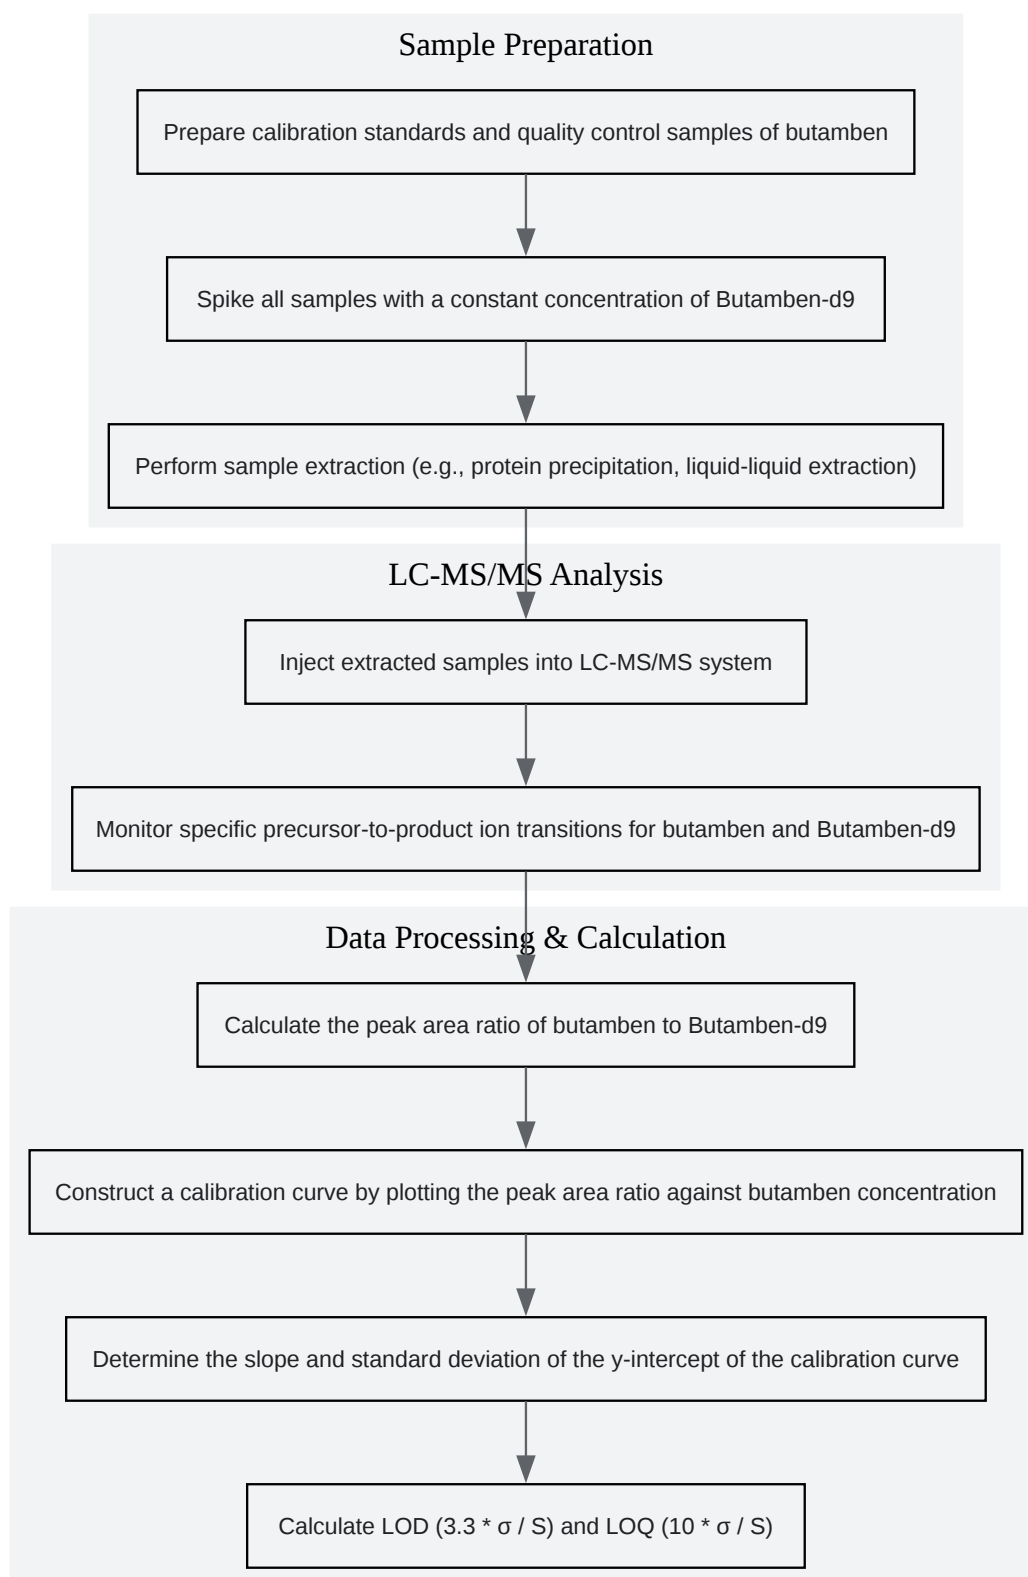 Sample Preparation
Prepare calibration standards and quality control samples of butamben
Spike all samples with a constant concentration of Butamben-d9
Perform sample extraction (e.g., protein precipitation, liquid-liquid extraction)
LC-MS/MS Analysis
Inject extracted samples into LC-MS/MS system
Monitor specific precursor-to-product ion transitions for butamben and Butamben-d9
Data Processing & Calculation
Calculate the peak area ratio of butamben to Butamben-d9
Construct a calibration curve by plotting the peak area ratio against butamben concentration
Determine the slope and standard deviation of the y-intercept of the calibration curve
Calculate LOD (3.3 * σ / S) and LOQ (10 * σ / S)